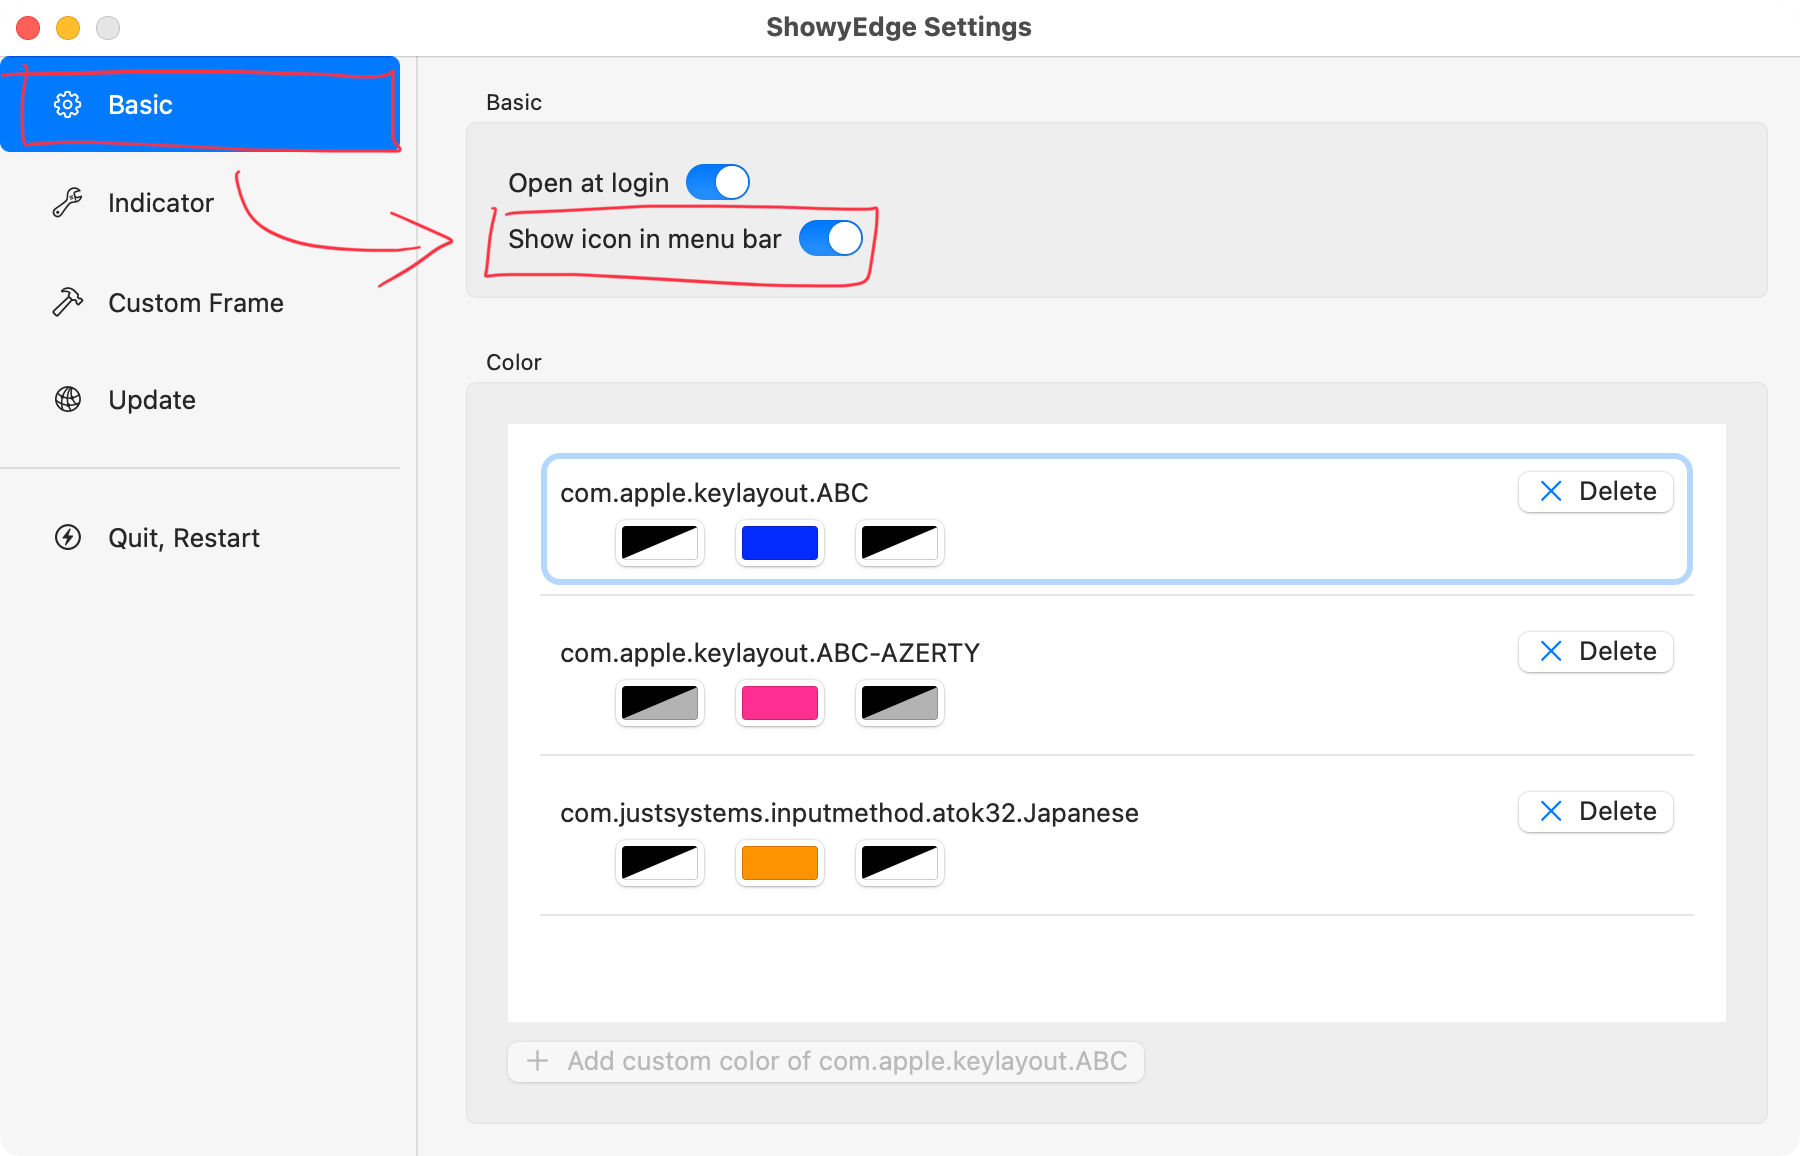 ShowyEdge Settings
Basic
Indicator
Custom Frame
Update
Quit, Restart
Basic
Open at login
Show icon in menu bar
Color
com.apple.keylayout.ABC
Delete
com.apple.keylayout.ABC-AZERTY
Delete
com.justsystems.inputmethod.atok32.Japanese
Delete
Add custom color of com.apple.keylayout.ABC